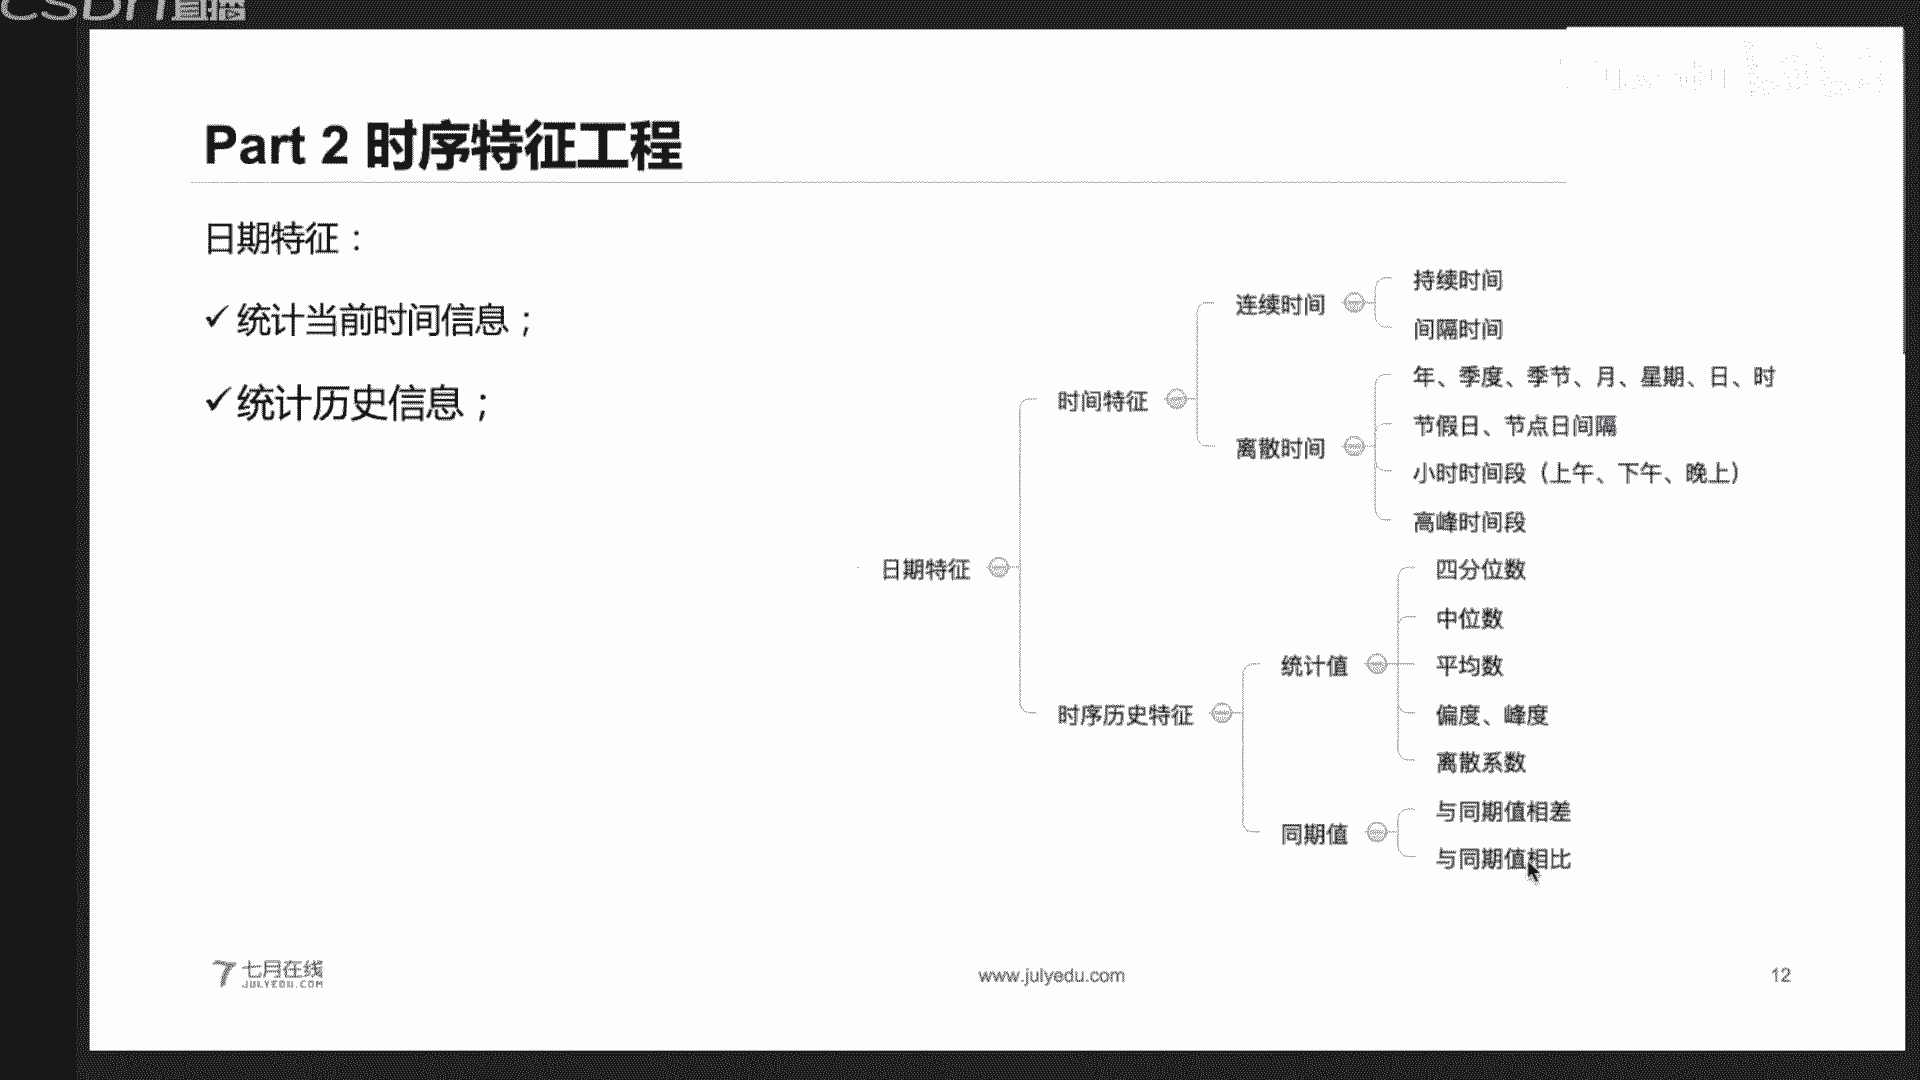 CSDN直播
Part 2 时序特征工程
日期特征：
✓统计当前时间信息；
✓统计历史信息；
日期特征
时间特征
连续时间
持续时间
间隔时间
离散时间
年、季度、季节、月、星期、日、时
节假日、节点日间隔
小时时间段（上午、下午、晚上）
高峰时间段
时序历史特征
统计值
四分位数
中位数
平均数
偏度、峰度
离散系数
同期值
与同期值相差
与同期值相比
七月在线
JULYEDU.COM
www.julyedu.com
12